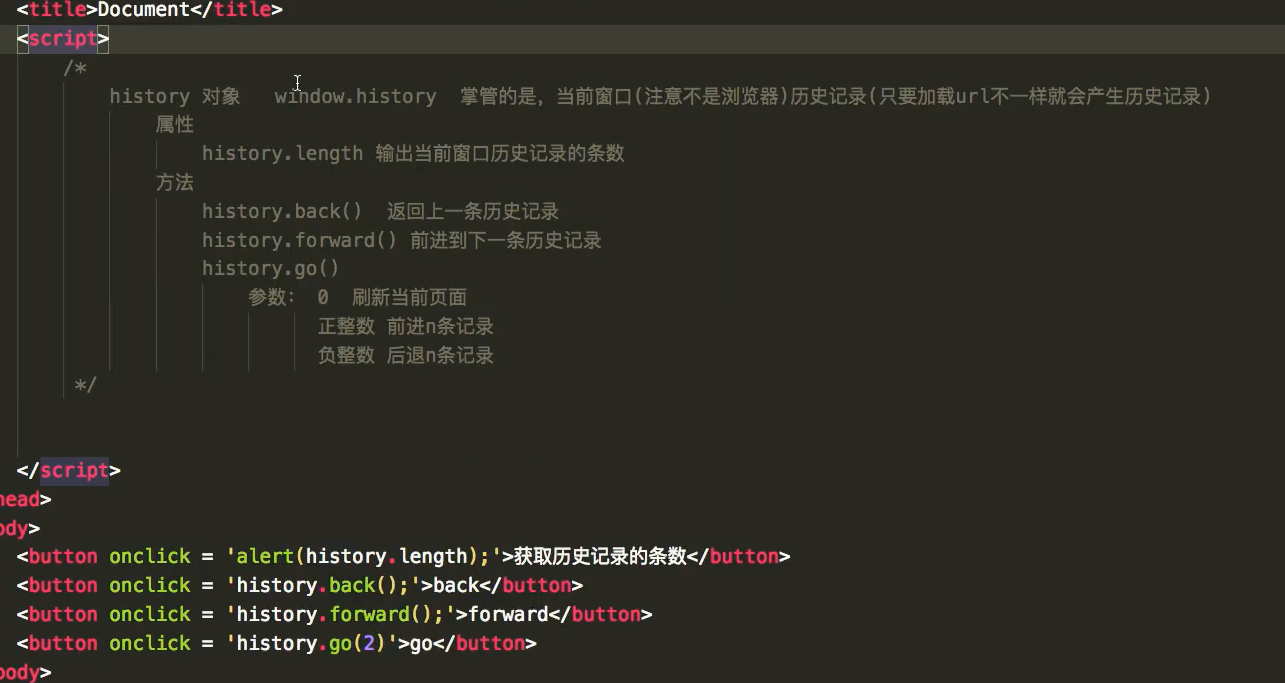 <title>Document</title>
<script>
/*
history 对象   window.history  掌管的是，当前窗口(注意不是浏览器)历史记录(只要加载url不一样就会产生历史记录)
属性
history.length 输出当前窗口历史记录的条数
方法
history.back()  返回上一条历史记录
history.forward() 前进到下一条历史记录
history.go()
参数： 0  刷新当前页面
正整数 前进n条记录
负整数 后退n条记录
*/
</script>
head>
ody>
<button onclick = 'alert(history.length);'>获取历史记录的条数</button>
<button onclick = 'history.back();'>back</button>
<button onclick = 'history.forward();'>forward</button>
<button onclick = 'history.go(2)'>go</button>
body>